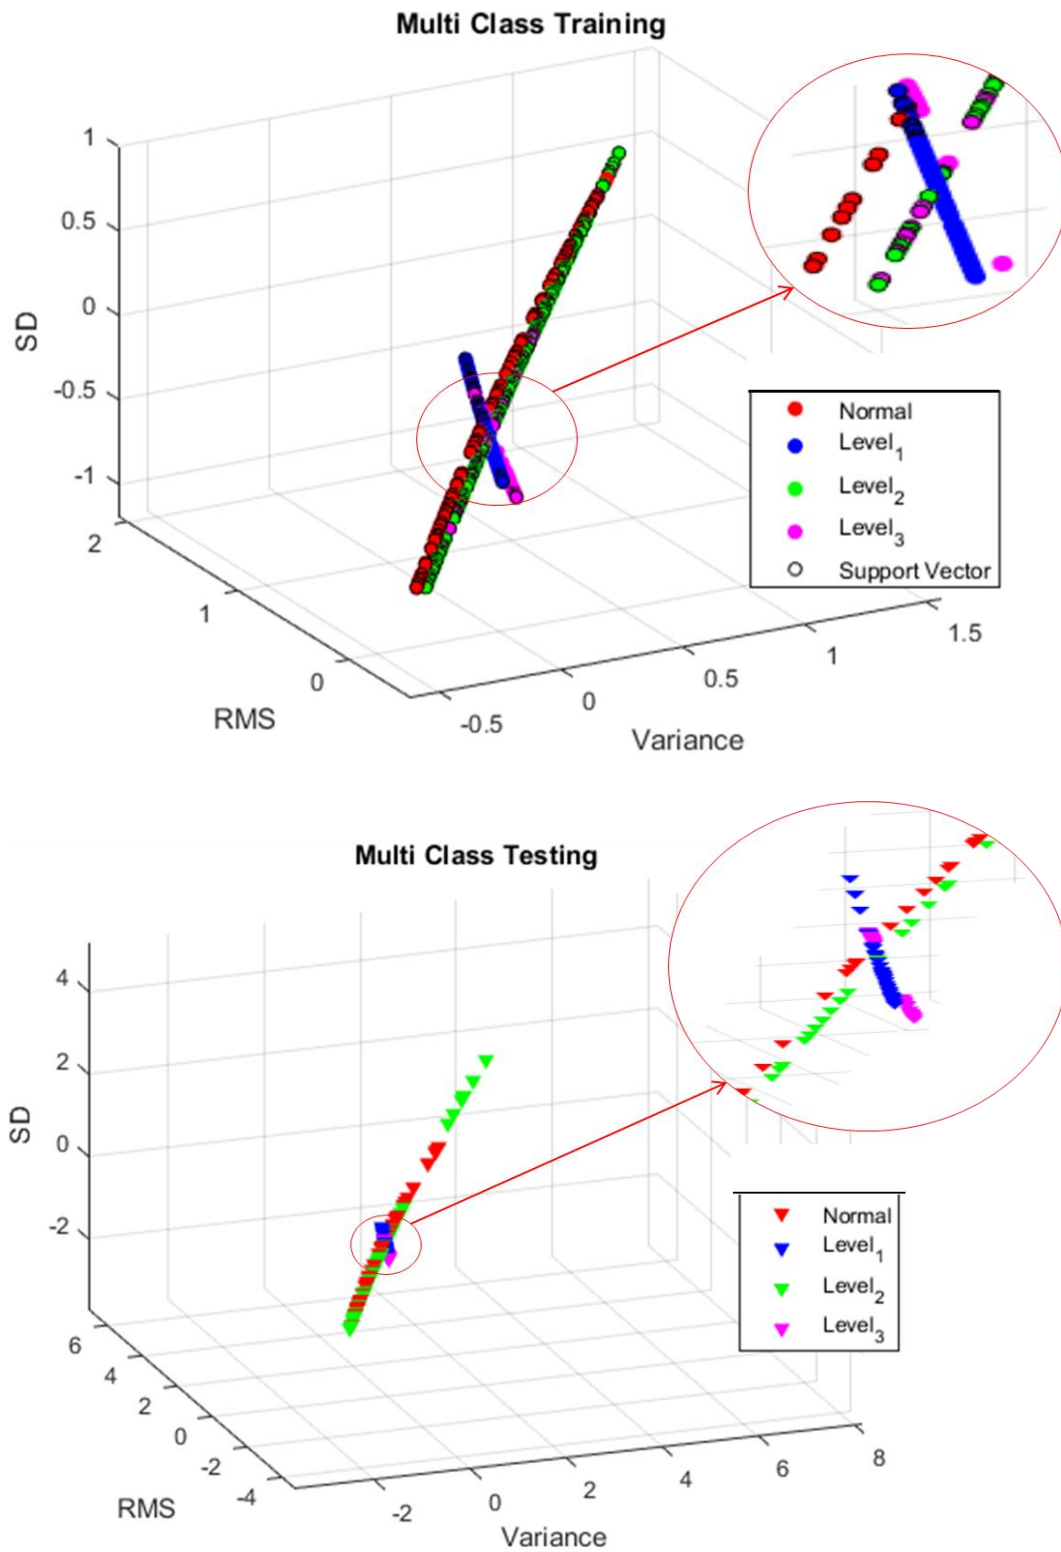 Multi Class Training
1
0.5
0
-0.5
-1
SD
2
1
0
RMS
-0.5
0
0.5
1
1.5
Variance
Normal
Level1
Level2
Level3
Support Vector
Multi Class Testing
4
2
0
-2
SD
6
4
2
0
-2
-4
RMS
-2
0
2
4
6
8
Variance
Normal
Level1
Level2
Level3